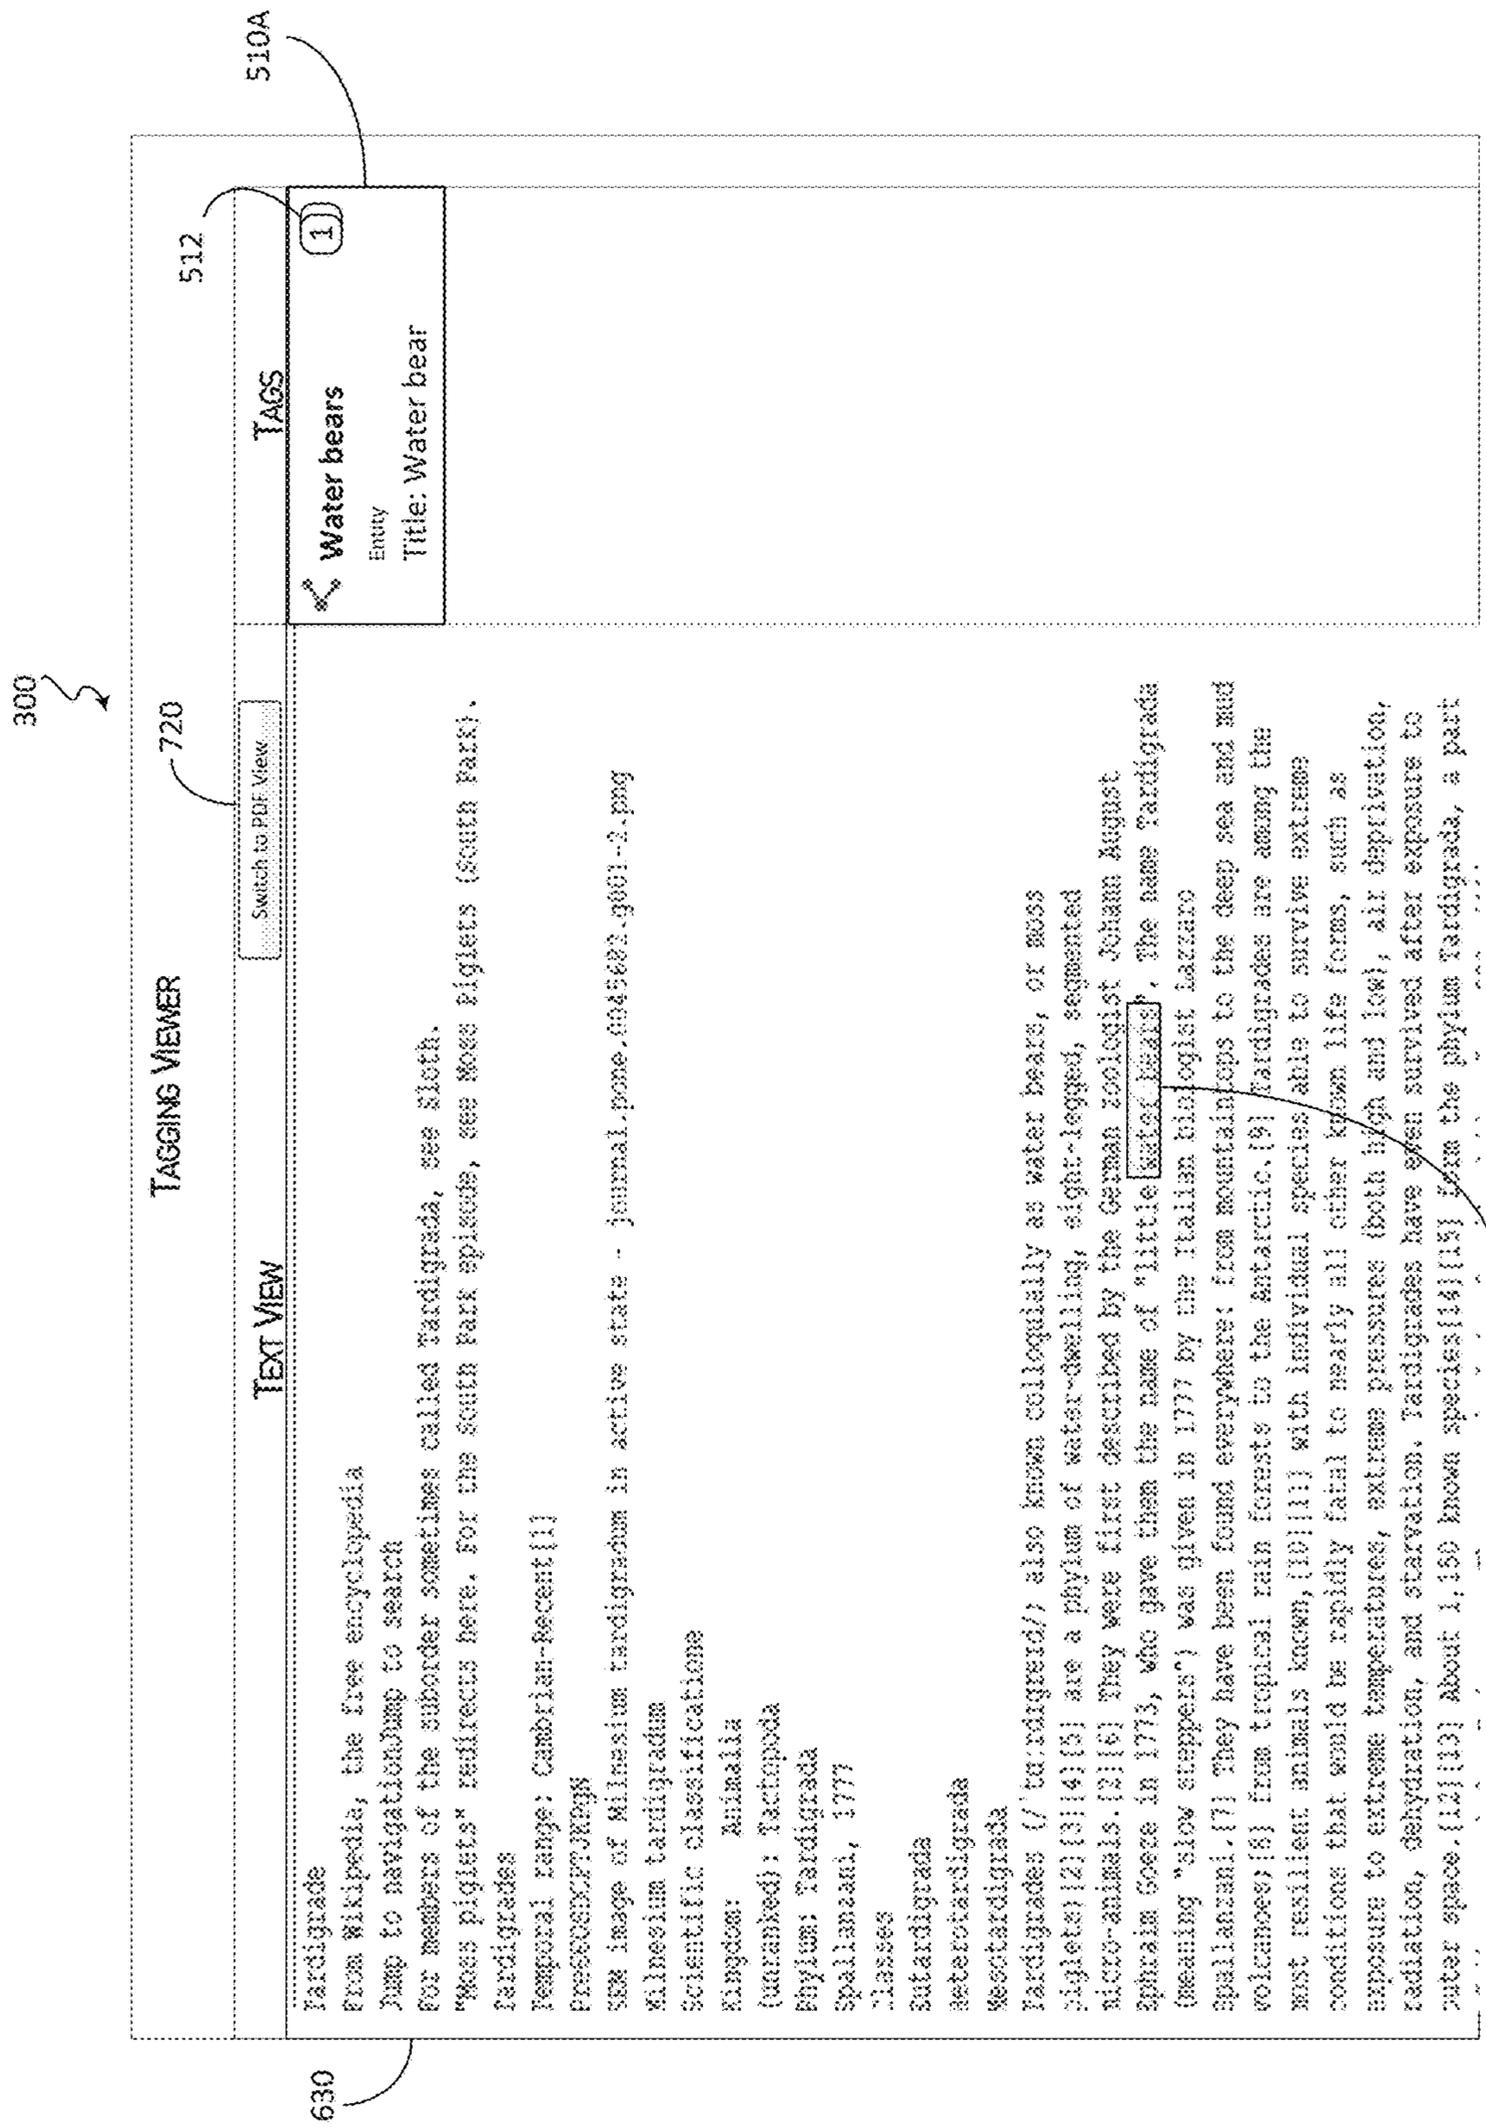 300
TAGGING VIEWER
720
512
510A
TEXT VIEW
Switch to PDF View
TAGS
Water bears
1
Entity
Title: Water bear
630
Tardigrade
From Wikipedia, the free encyclopedia
Jump to navigationJump to search
For members of the suborder sometimes called Tardigrada, see Sloth.
"Moss piglets" redirects here. For the South Park episode, see Moss Piglets (South Park).
Tardigrades
Temporal range: Cambrian-Recent[1]
SEM image of Milnesium tardigradum in active state - journal.pone.0045682.g001-2.png
Milnesium tardigradum
Scientific classificatione
Kingdom: Animalia
(unranked): Tactopoda
Phylum: Tardigrada
Spallanzani, 1777
Classes
Eutardigrada
Heterotardigrada
Mesotardigrada
Tardigrades (/ˈtɑːrdɪɡreɪd/; also known colloquially as water bears, or moss
piglets)[2][3][4][5] are a phylum of water-dwelling, eight-legged, segmented
micro-animals.[2][6] They were first described by the German zoologist Johann August
Ephraim Goeze in 1773, who gave them the name of "little water bears". The name Tardigrada
(meaning "slow steppers") was given in 1777 by the Italian biologist Lazzaro
Spallanzani.[7] They have been found everywhere: from mountaintops to the deep sea and mud
volcanoes;[8] from tropical rain forests to the Antarctic.[9] Tardigrades are among the
most resilient animals known,[10][11] with individual species able to survive extreme
conditions that would be rapidly fatal to nearly all other known life forms, such as
exposure to extreme temperatures, extreme pressures (both high and low), air deprivation,
radiation, dehydration, and starvation. Tardigrades have even survived after exposure to
outer space.[12][13] About 1,150 known species[14][15] form the phylum Tardigrada, a part